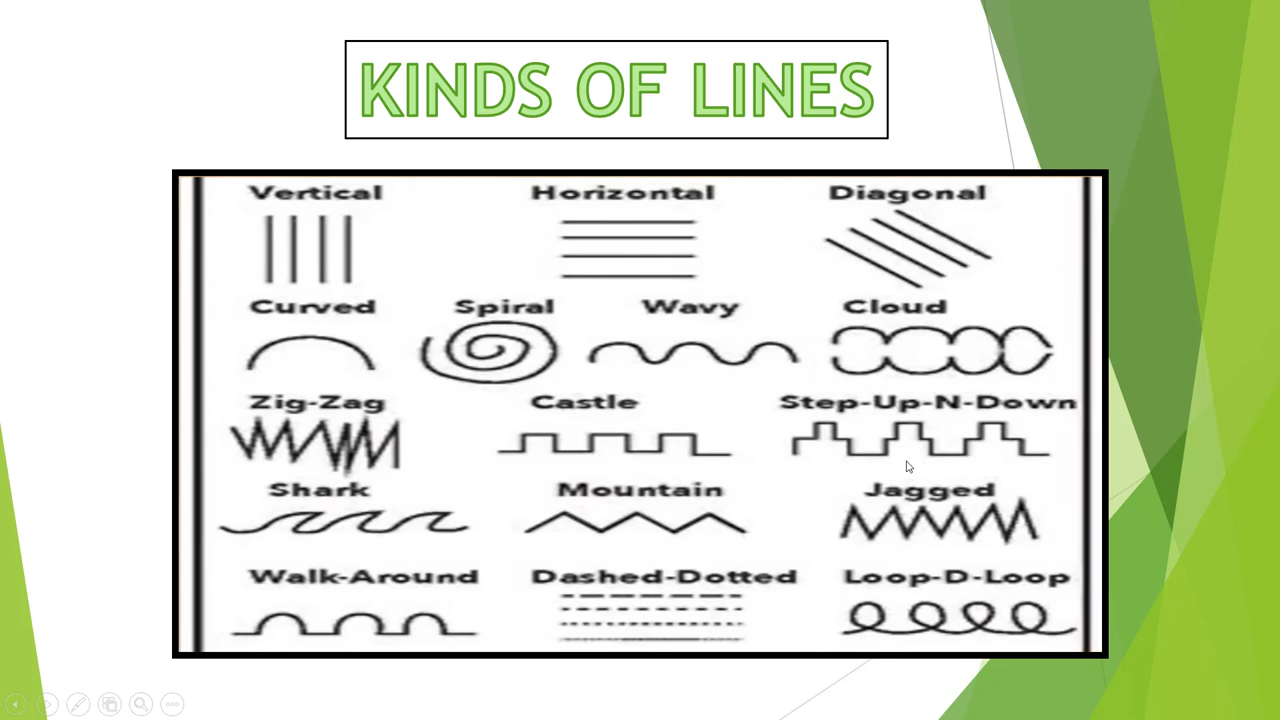 KINDS OF LINES
Vertical Horizontal Diagonal
Curved Spiral Wavy Cloud
Zig-Zag Castle Step-Up-N-Down
Shark Mountain Jagged
Walk-Around Dashed-Dotted Loop-D-Loop